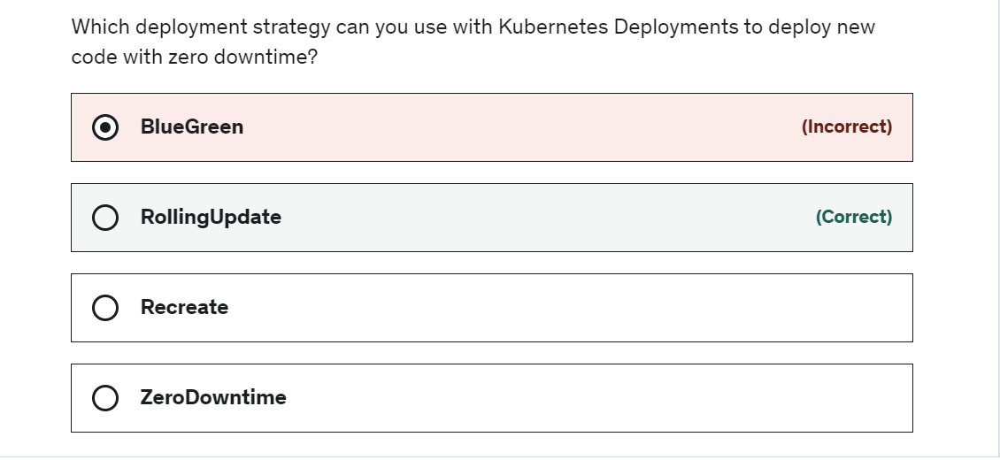 Which deployment strategy can you use with Kubernetes Deployments to deploy new
code with zero downtime?
BlueGreen (Incorrect)
RollingUpdate (Correct)
Recreate
ZeroDowntime